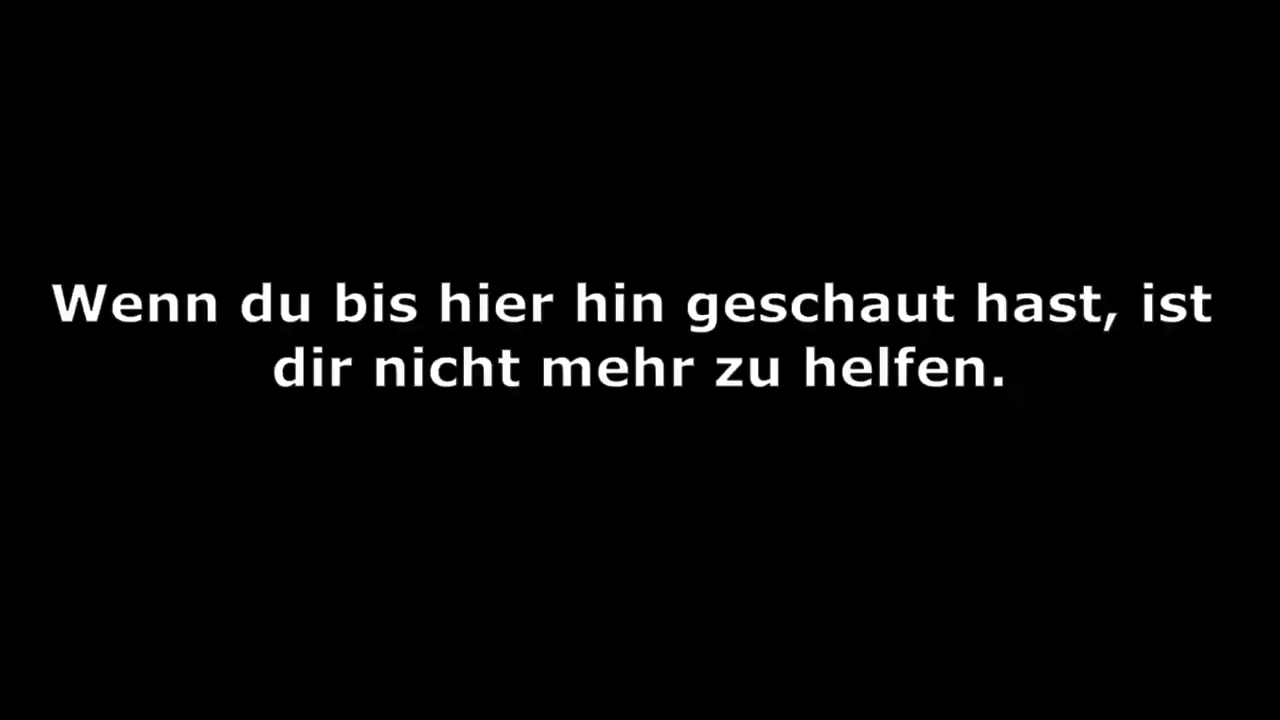 Wenn du bis hier hin geschaut hast, ist
dir nicht mehr zu helfen.